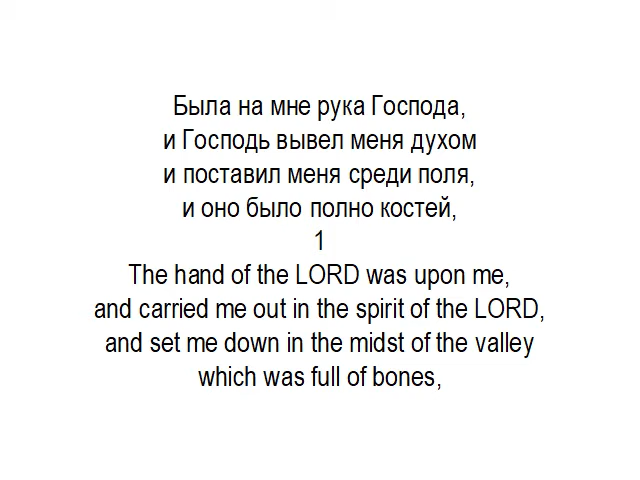 Была на мне рука Господа,
и Господь вывел меня духом
и поставил меня среди поля,
и оно было полно костей,
1
The hand of the LORD was upon me,
and carried me out in the spirit of the LORD,
and set me down in the midst of the valley
which was full of bones,